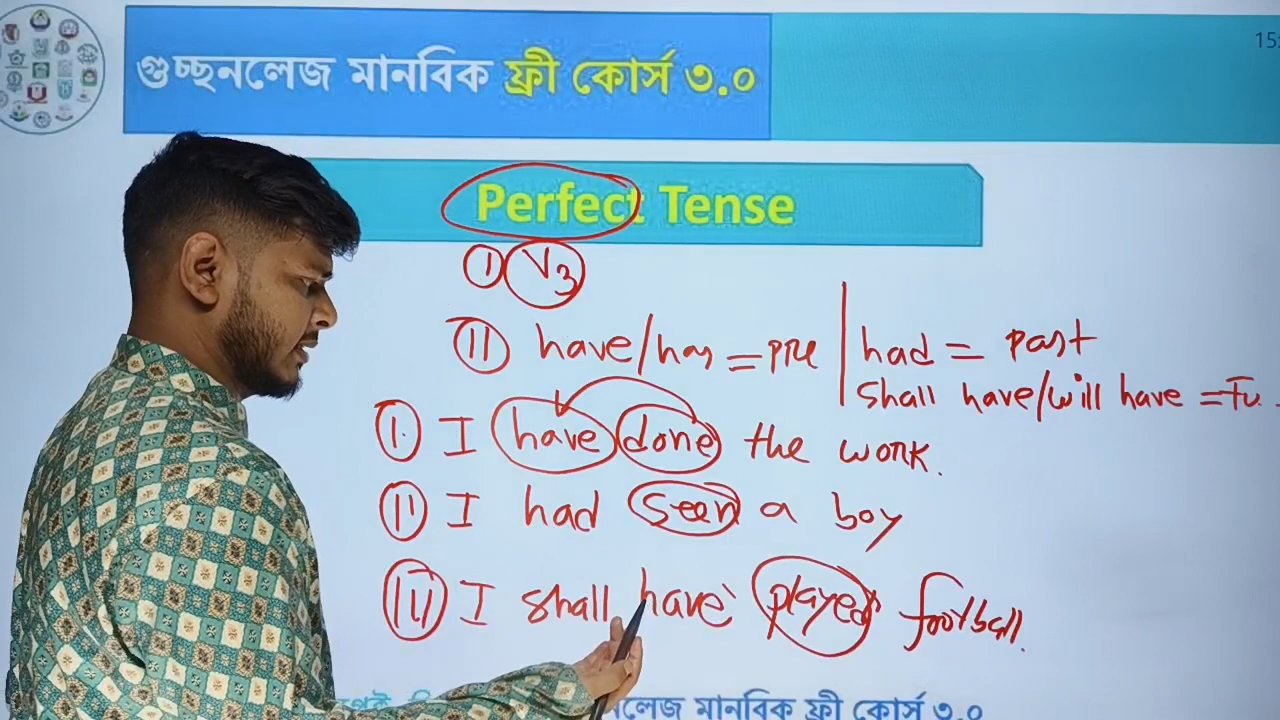 গুচ্ছনলেজ মানবিক ফ্রী কোর্স ৩.০
15:
Perfect Tense
I V3
II have/has = pre | had = past
shall have/will have = Fu.
I. I have done the work.
II I had seen a boy
III I shall have played football.
নলেজ মানবিক ফ্রী কোর্স ৩.০